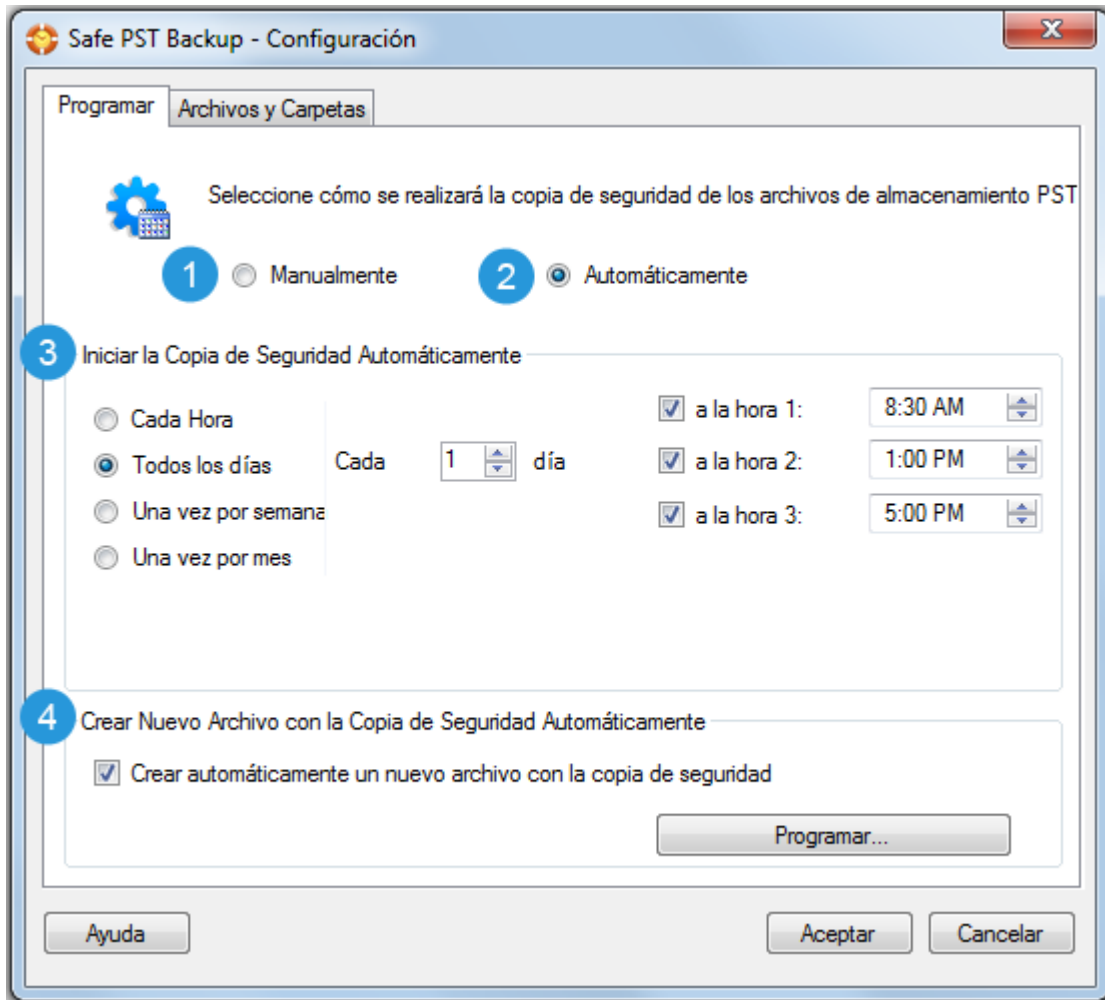 Safe PST Backup - Configuración
Programar
Archivos y Carpetas
Seleccione cómo se realizará la copia de seguridad de los archivos de almacenamiento PST
1 Manualmente
2 Automáticamente
3 Iniciar la Copia de Seguridad Automáticamente
Cada Hora
Todos los días
Una vez por semana
Una vez por mes
Cada 1 día
a la hora 1: 8:30 AM
a la hora 2: 1:00 PM
a la hora 3: 5:00 PM
4 Crear Nuevo Archivo con la Copia de Seguridad Automáticamente
Crear automáticamente un nuevo archivo con la copia de seguridad
Programar...
Ayuda
Aceptar
Cancelar